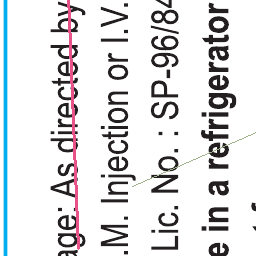 age: As directed by
.M. Injection or I.V.
Lic. No. : SP-96/84
e in a refrigerator